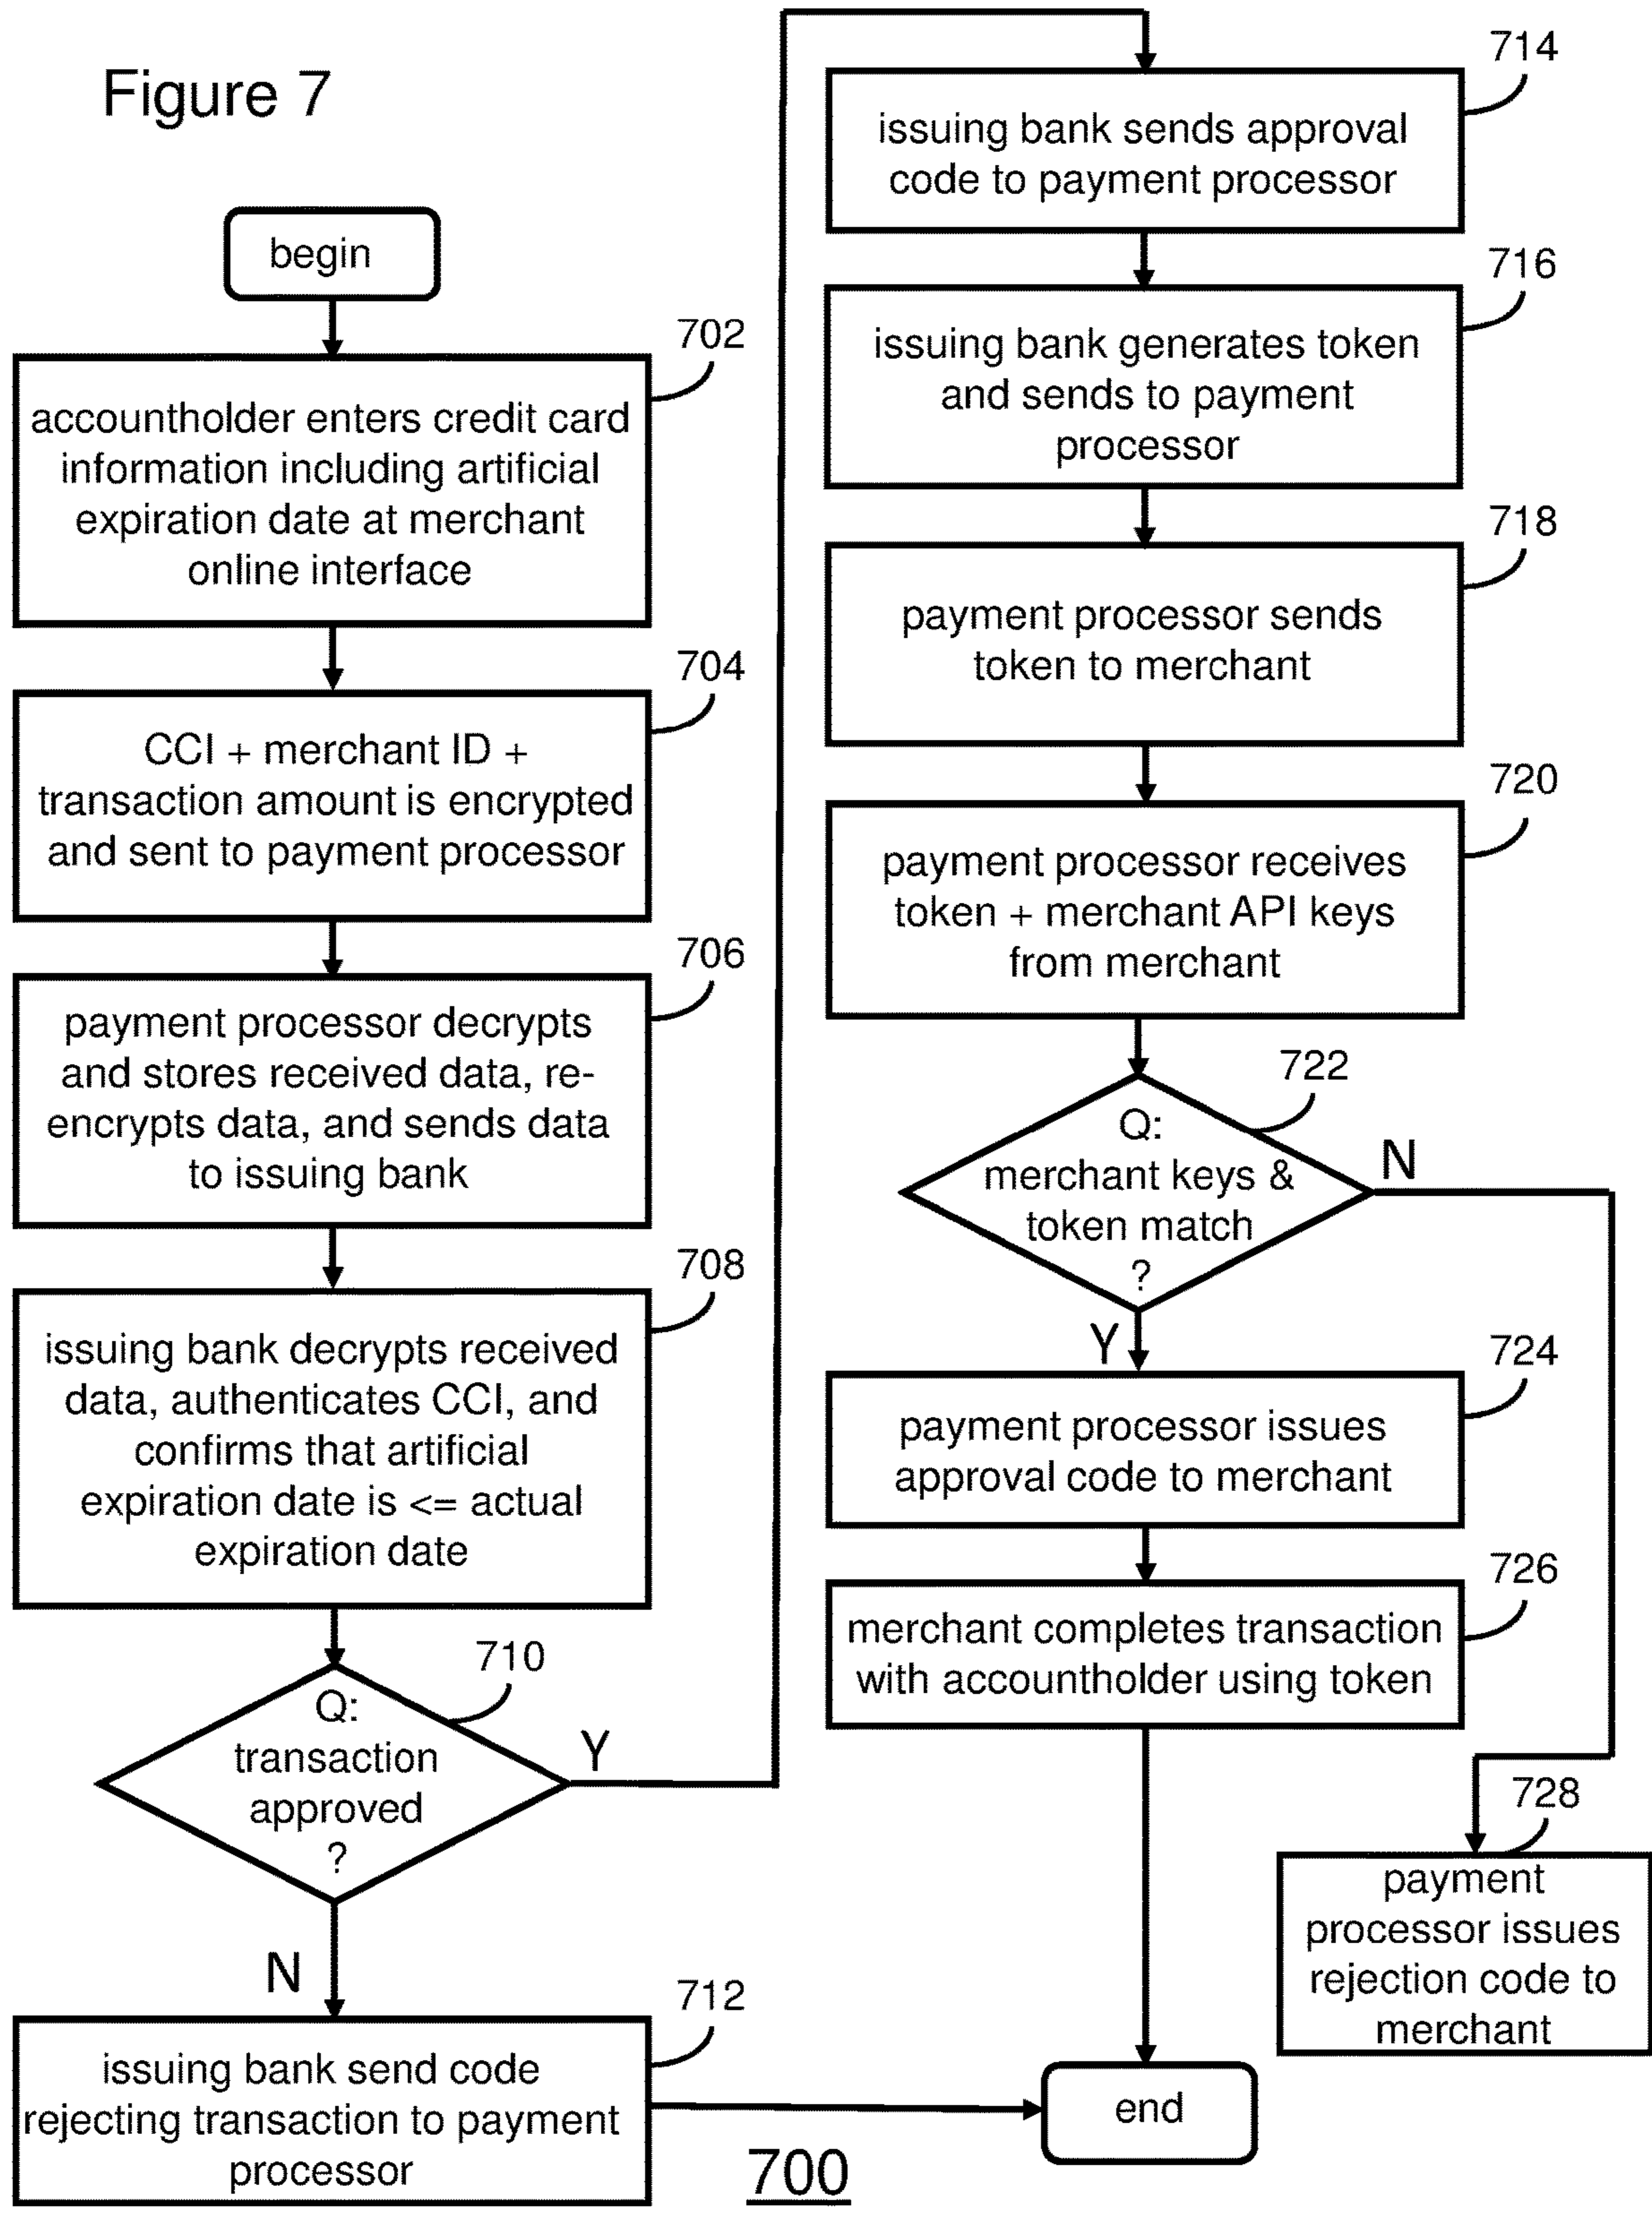 Figure 7
begin
702
accountholder enters credit card
information including artificial
expiration date at merchant
online interface
704
CCI + merchant ID +
transaction amount is encrypted
and sent to payment processor
706
payment processor decrypts
and stores received data, re-
encrypts data, and sends data
to issuing bank
708
issuing bank decrypts received
data, authenticates CCI, and
confirms that artificial
expiration date is <= actual
expiration date
710
Q:
transaction
approved
?
Y
N
712
issuing bank send code
rejecting transaction to payment
processor
714
issuing bank sends approval
code to payment processor
716
issuing bank generates token
and sends to payment
processor
718
payment processor sends
token to merchant
720
payment processor receives
token + merchant API keys
from merchant
722
Q:
merchant keys &
token match
?
N
Y
724
payment processor issues
approval code to merchant
726
merchant completes transaction
with accountholder using token
728
payment
processor issues
rejection code to
merchant
end
700